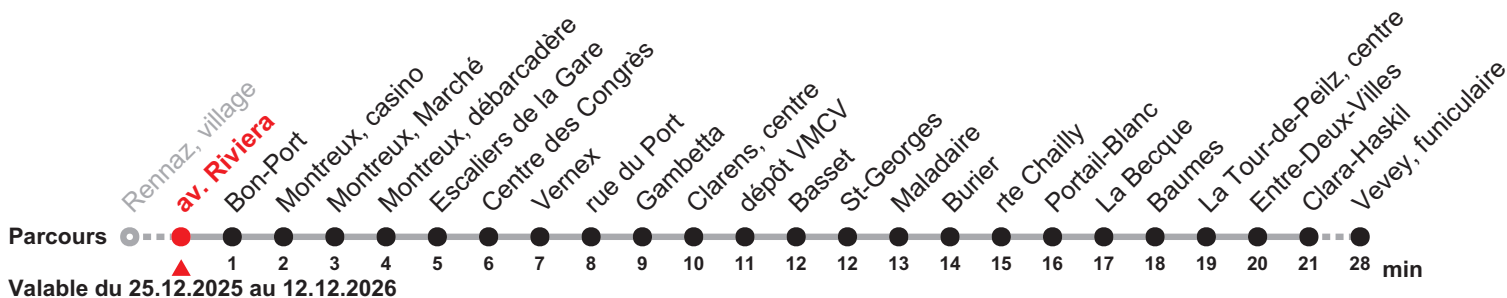 Rennaz, village
av. Riviera
Bon-Port
Montreux, casino
Montreux, Marché
Montreux, débarcadère
Escaliers de la Gare
Centre des Congrès
Vernex
rue du Port
Gambetta
Clarens, centre
dépôt VMCV
Basset
St-Georges
Maladaire
Burier
rte Chailly
Portail-Blanc
La Becque
Baumes
La Tour-de-Peilz, centre
Entre-Deux-Villes
Clara-Haskil
Vevey, funiculaire
Parcours
1 2 3 4 5 6 7 8 9 10 11 12 12 13 14 15 16 17 18 19 20 21 28 min
Valable du 25.12.2025 au 12.12.2026